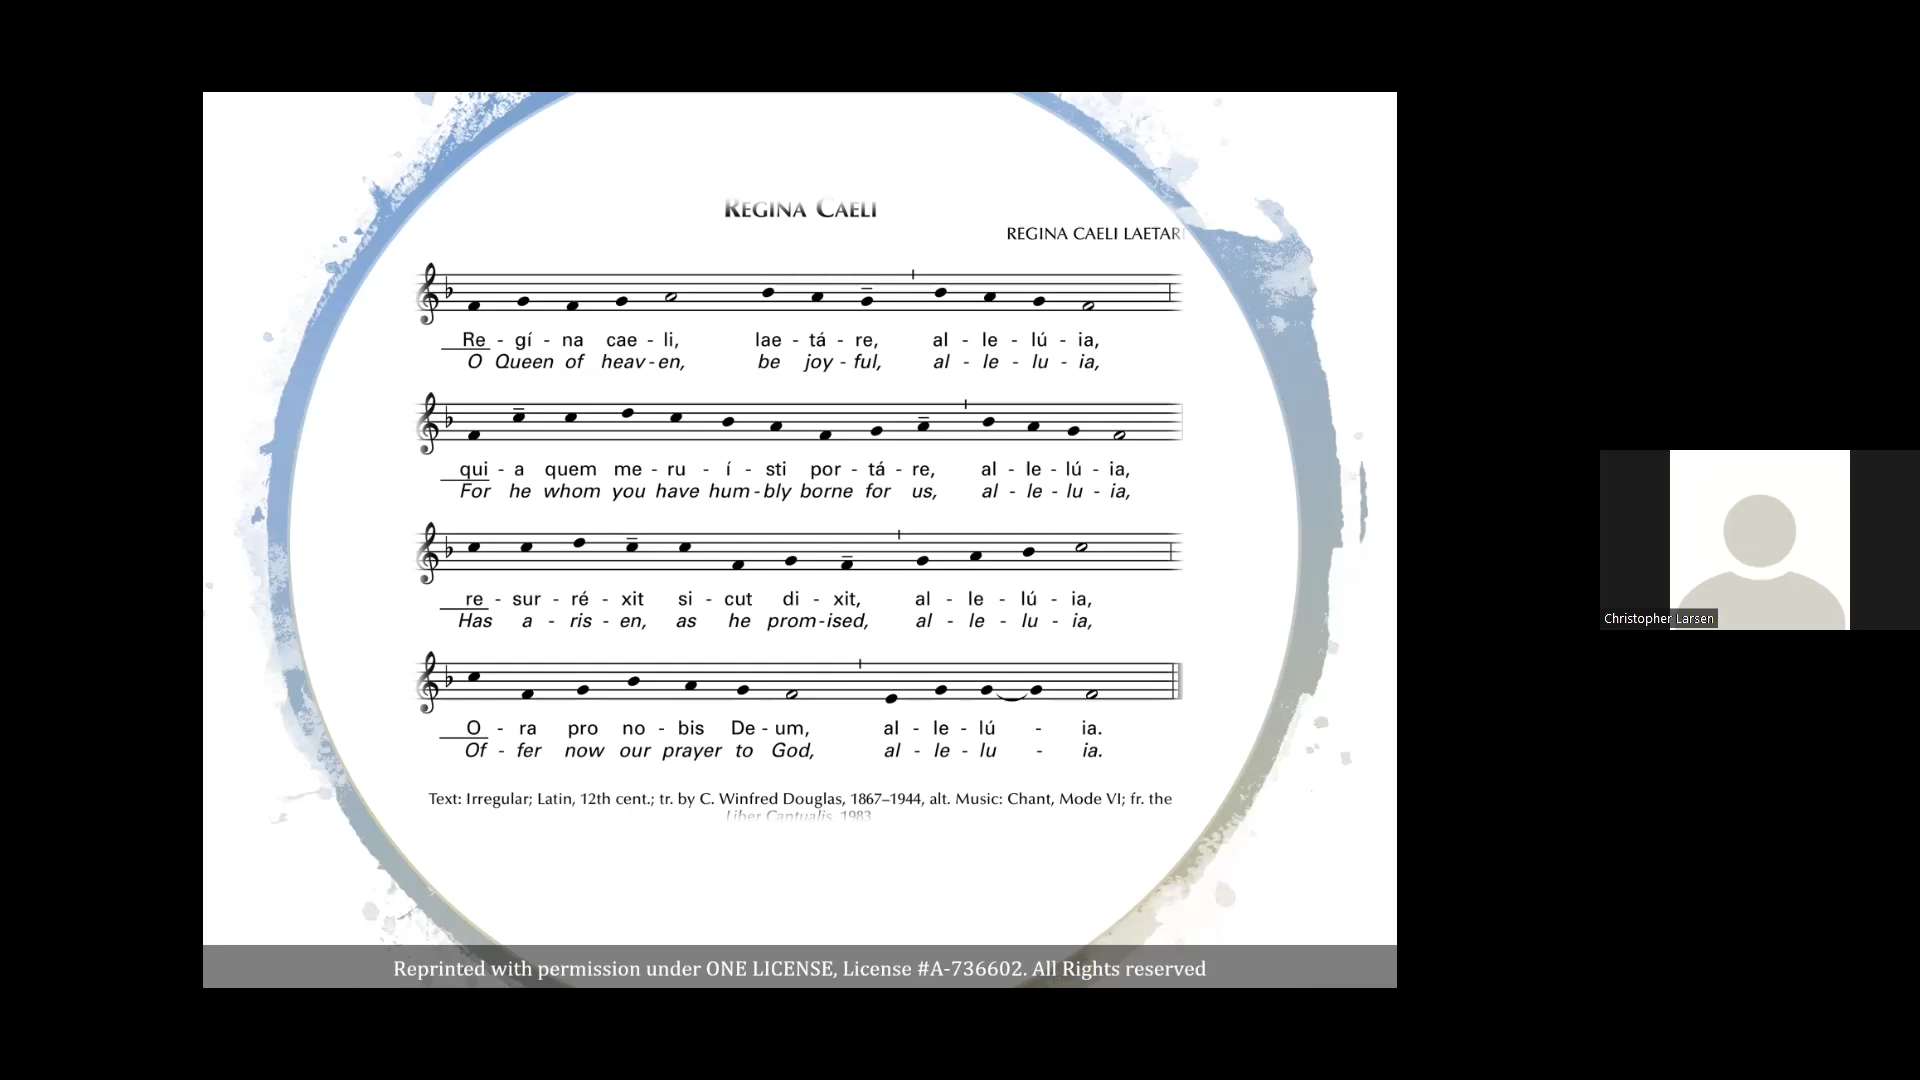 REGINA CAELI
REGINA CAELI LAETARI
Re - gí - na cae - li, lae - tá - re, al - le - lú - ia,
O Queen of heav - en, be joy - ful, al - le - lu - ia,
qui - a quem me - ru - í - sti por - tá - re, al - le - lú - ia,
For he whom you have hum - bly borne for us, al - le - lu - ia,
re - sur - ré - xit si - cut di - xit, al - le - lú - ia,
Has a - ris - en, as he prom - ised, al - le - lu - ia,
O - ra pro no - bis De - um, al - le - lú - ia.
Of - fer now our prayer to God, al - le - lu - ia.
Text: Irregular; Latin, 12th cent.; tr. by C. Winfred Douglas, 1867–1944, alt. Music: Chant, Mode VI; fr. the
Liber Cantualis, 1983
Reprinted with permission under ONE LICENSE, License #A-736602. All Rights reserved
Christopher Larsen